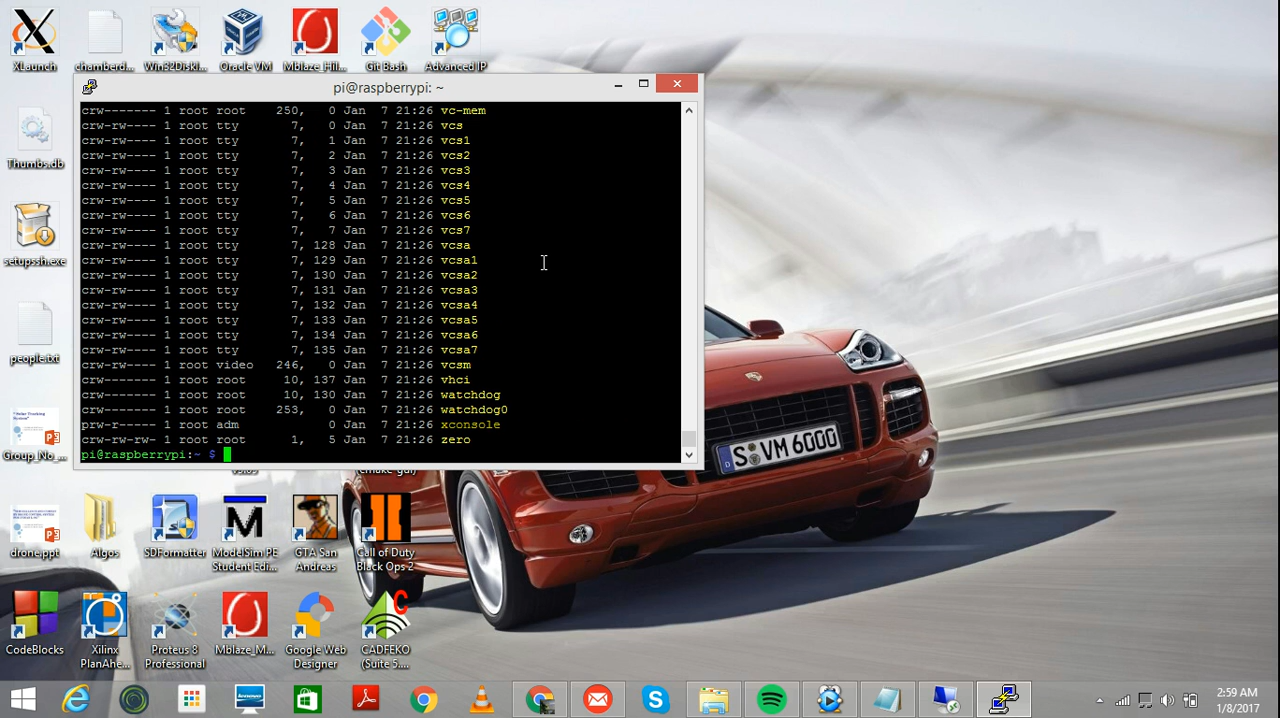 XLaunch
chamberd...
Win32Diskl...
Oracle VM
Mblaze_Hil...
Git Bash
Advanced IP
pi@raspberrypi: ~
crw------- 1 root root    250,   0 Jan  7 21:26 vc-mem
crw-rw---- 1 root tty       7,   0 Jan  7 21:26 vcs
crw-rw---- 1 root tty       7,   1 Jan  7 21:26 vcs1
crw-rw---- 1 root tty       7,   2 Jan  7 21:26 vcs2
crw-rw---- 1 root tty       7,   3 Jan  7 21:26 vcs3
crw-rw---- 1 root tty       7,   4 Jan  7 21:26 vcs4
crw-rw---- 1 root tty       7,   5 Jan  7 21:26 vcs5
crw-rw---- 1 root tty       7,   6 Jan  7 21:26 vcs6
crw-rw---- 1 root tty       7,   7 Jan  7 21:26 vcs7
crw-rw---- 1 root tty       7, 128 Jan  7 21:26 vcsa
crw-rw---- 1 root tty       7, 129 Jan  7 21:26 vcsa1
crw-rw---- 1 root tty       7, 130 Jan  7 21:26 vcsa2
crw-rw---- 1 root tty       7, 131 Jan  7 21:26 vcsa3
crw-rw---- 1 root tty       7, 132 Jan  7 21:26 vcsa4
crw-rw---- 1 root tty       7, 133 Jan  7 21:26 vcsa5
crw-rw---- 1 root tty       7, 134 Jan  7 21:26 vcsa6
crw-rw---- 1 root tty       7, 135 Jan  7 21:26 vcsa7
crw-rw---- 1 root video   246,   0 Jan  7 21:26 vcsm
crw------- 1 root root     10, 137 Jan  7 21:26 vhci
crw------- 1 root root     10, 130 Jan  7 21:26 watchdog
crw------- 1 root root    253,   0 Jan  7 21:26 watchdog0
prw-r----- 1 root adm            0 Jan  7 21:26 xconsole
crw-rw-rw- 1 root root      1,   5 Jan  7 21:26 zero
pi@raspberrypi:~ $
Thumbs.db
setupssh.exe
people.txt
Group_No_...
S VM 6000
drone.ppt
Algos
SDFormatter
ModelSim PE
Student Edi...
GTA San
Andreas
Call of Duty
Black Ops 2
CodeBlocks
Xilinx
PlanAhe...
Proteus 8
Professional
Mblaze_M...
Google Web
Designer
CADFEKO
(Suite 5....
2:59 AM
1/8/2017